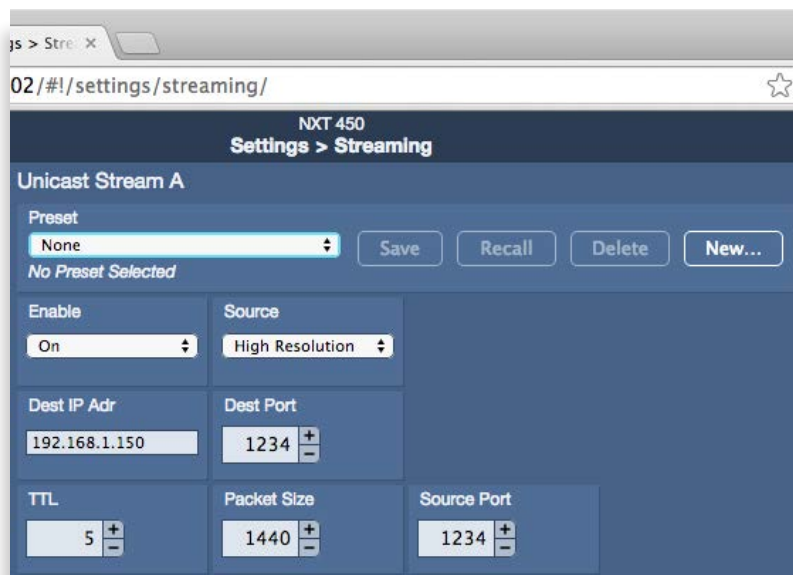 gs > Stre
02/#!/settings/streaming/
NXT 450
Settings > Streaming
Unicast Stream A
Preset
None Save Recall Delete New...
No Preset Selected
Enable Source
On High Resolution
Dest IP Adr Dest Port
192.168.1.150 1234
TTL Packet Size Source Port
5 1440 1234